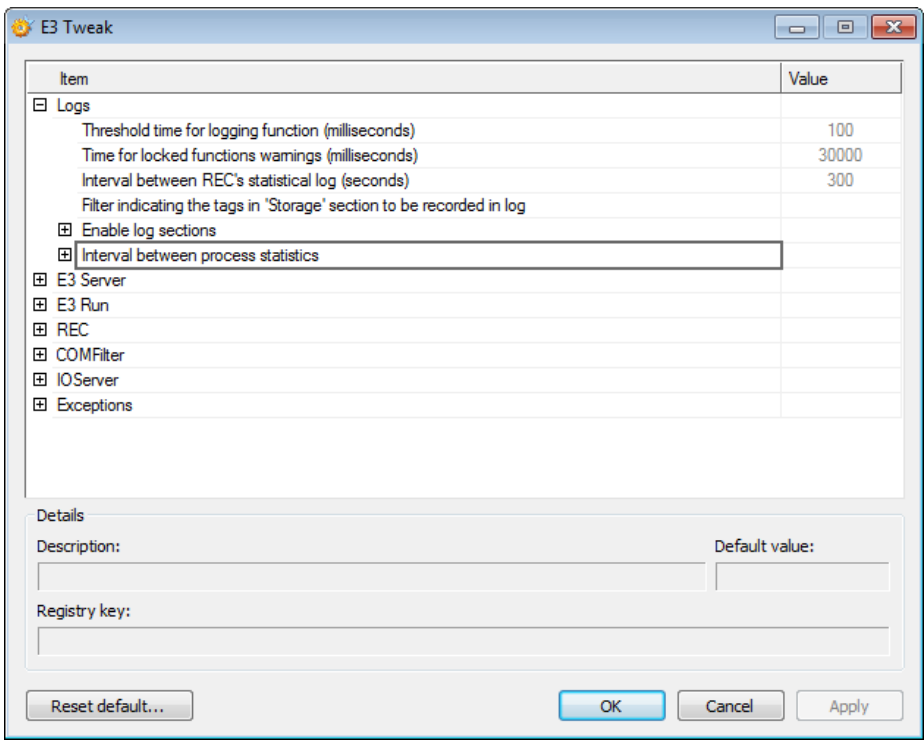 E3 Tweak
Item Value
Logs
Threshold time for logging function (milliseconds) 100
Time for locked functions warnings (milliseconds) 30000
Interval between REC's statistical log (seconds) 300
Filter indicating the tags in 'Storage' section to be recorded in log
Enable log sections
Interval between process statistics
E3 Server
E3 Run
REC
COMFilter
IOServer
Exceptions
Details
Description: Default value:
Registry key:
Reset default... OK Cancel Apply